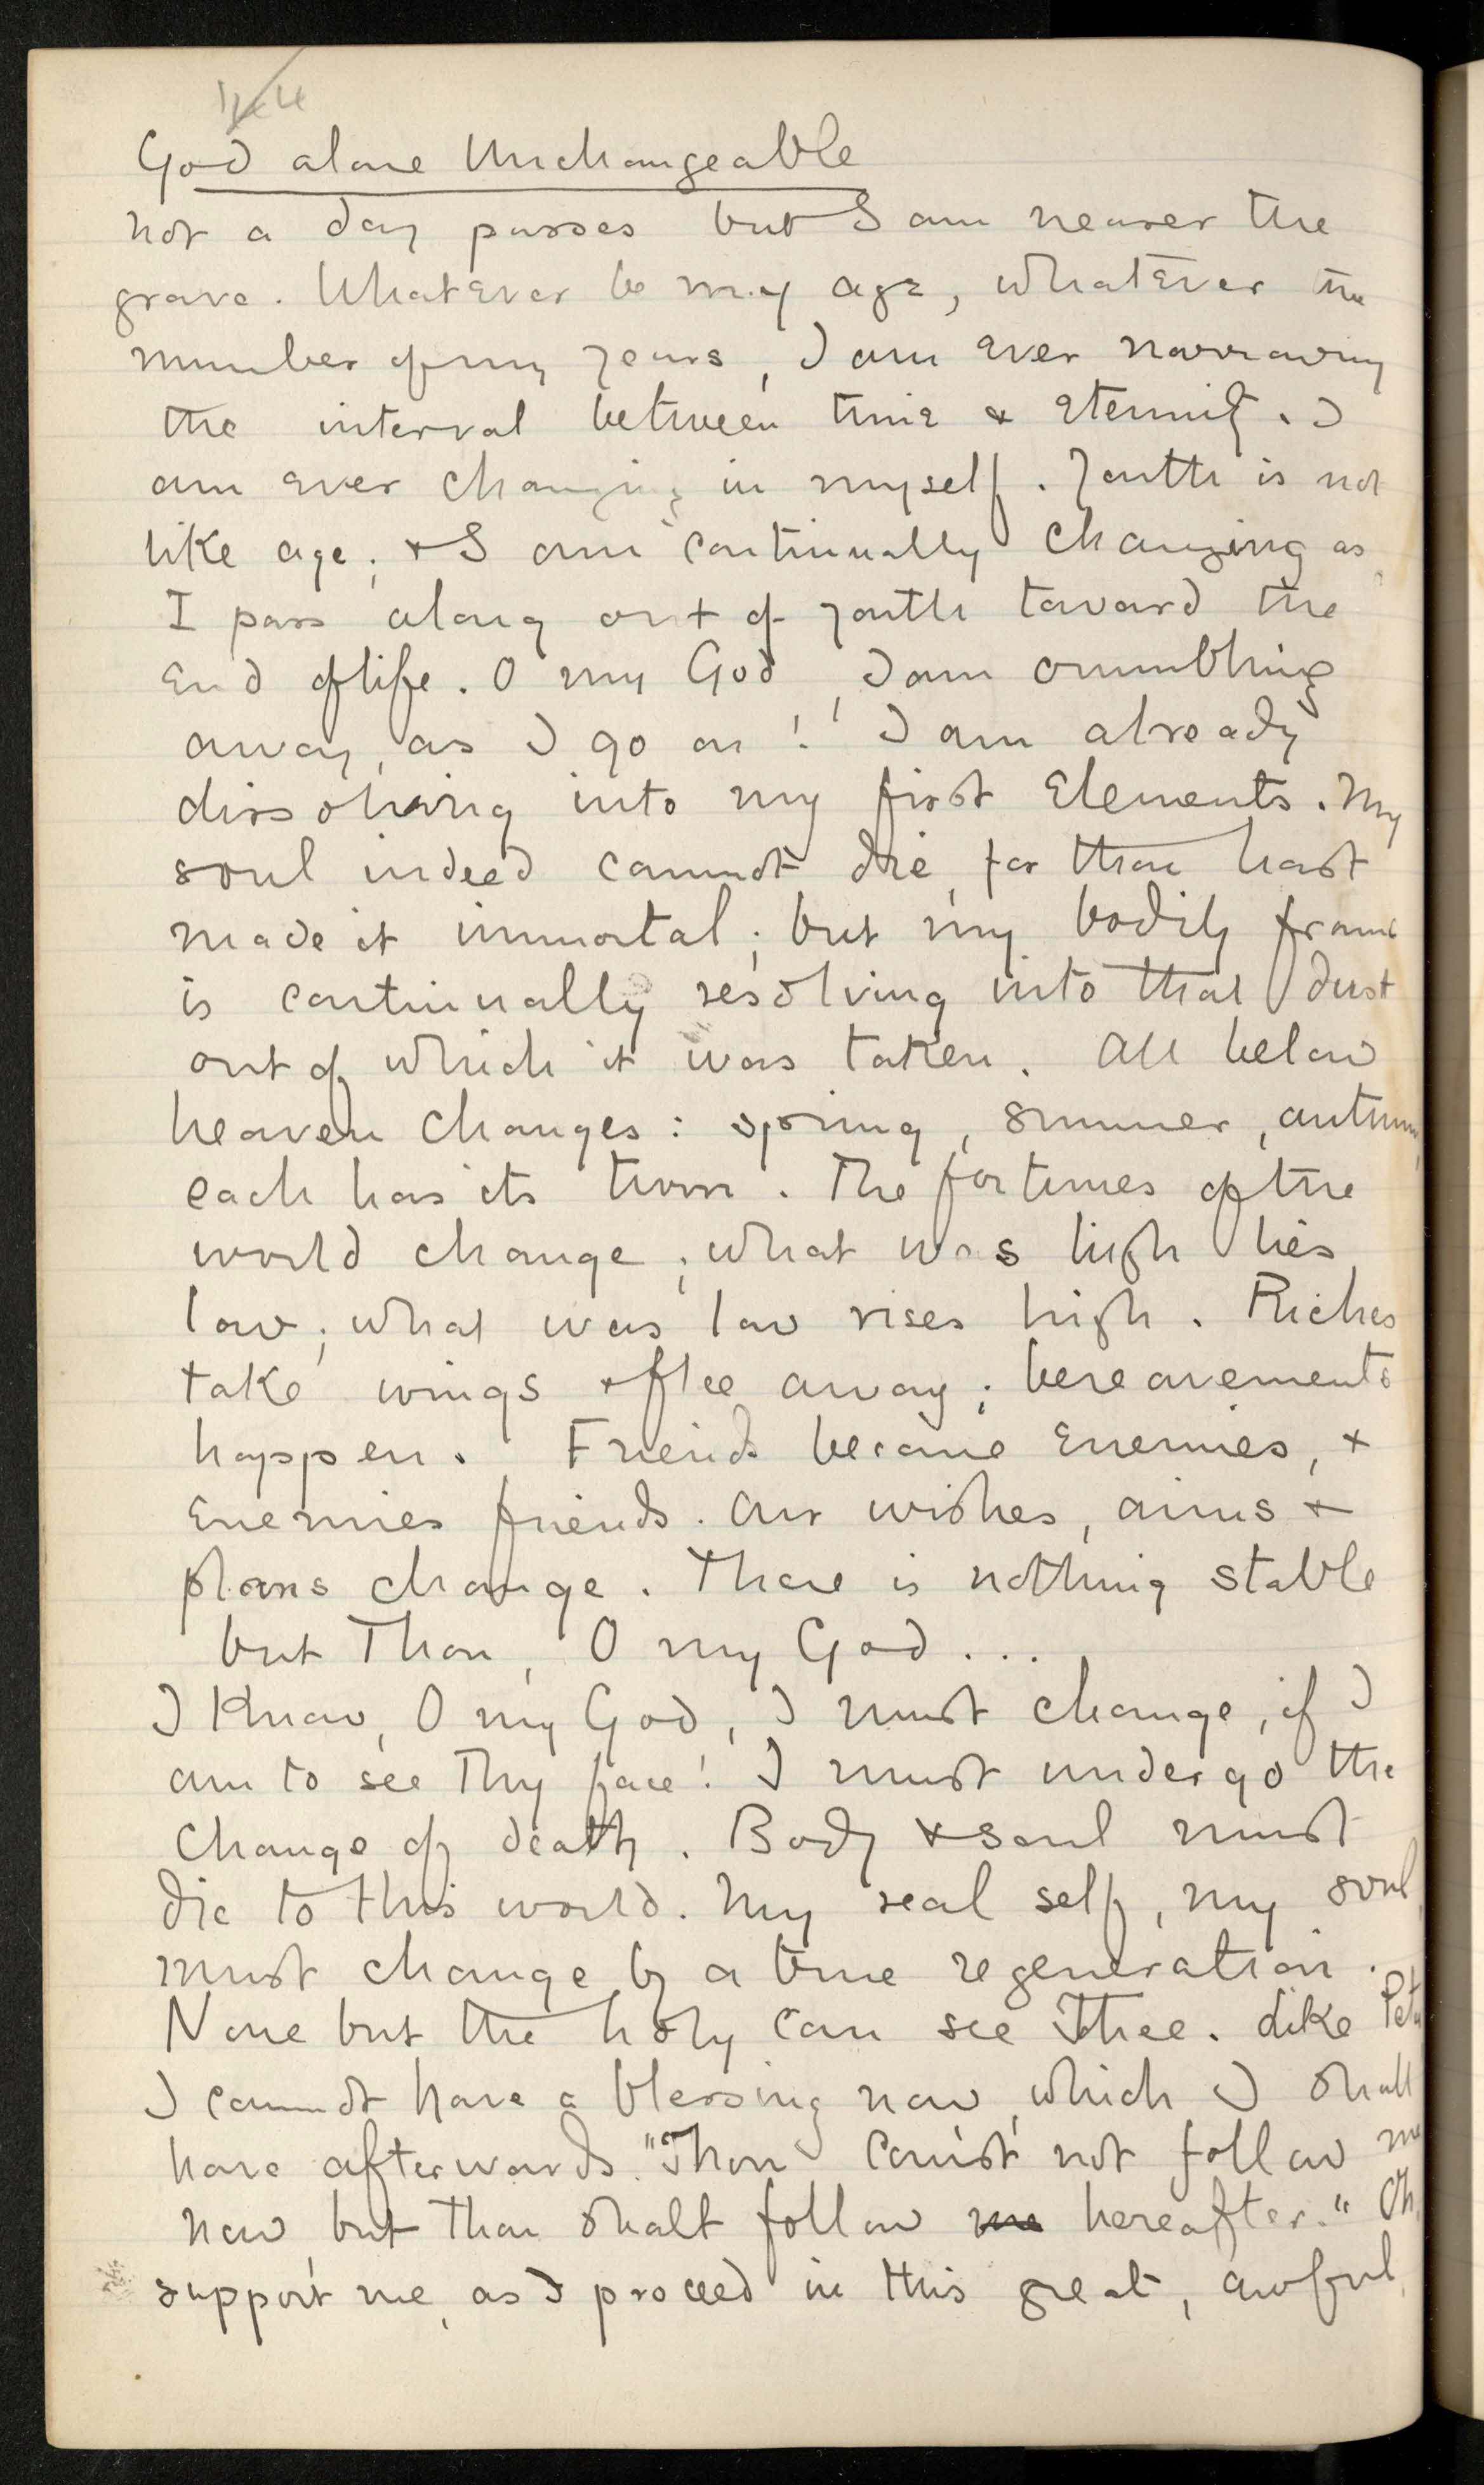 God alone Unchangeable
not a day passes but I am nearer the
grave. Whatever be my age, whatever the
number of my years, I am ever narrowing
the interval between time & eternity. I
am ever changing in myself. Youth is not
like age; & I am continually changing as
I pass along out of youth toward the
end of life. O my God, I am crumbling
away, as I go on! I am already
dissolving into my first elements. My
soul indeed cannot die, for thou hast
made it immortal; but my bodily frame
is continually resolving into that dust
out of which it was taken. All below
heaven changes: spring, summer, autumn,
each has its turn. The fortunes of the
world change; what was high lies
low; what was low rises high. Riches
take wings & flee away; bereavements
happen. Friends become enemies, &
enemies friends. Our wishes, aims &
plans change. There is nothing stable
but Thou, O my God...
I know, O my God, I must change, if I
am to see Thy face! I must undergo the
change of death. Body & soul must
die to this world. My real self, my soul,
must change by a true regeneration.
None but the holy can see Thee. Like Peter
I cannot have a blessing now, which I shall
have afterwards. "Thou canst not follow me
now, but thou shalt follow me hereafter." Oh,
support me, as I proceed in this great, awful,